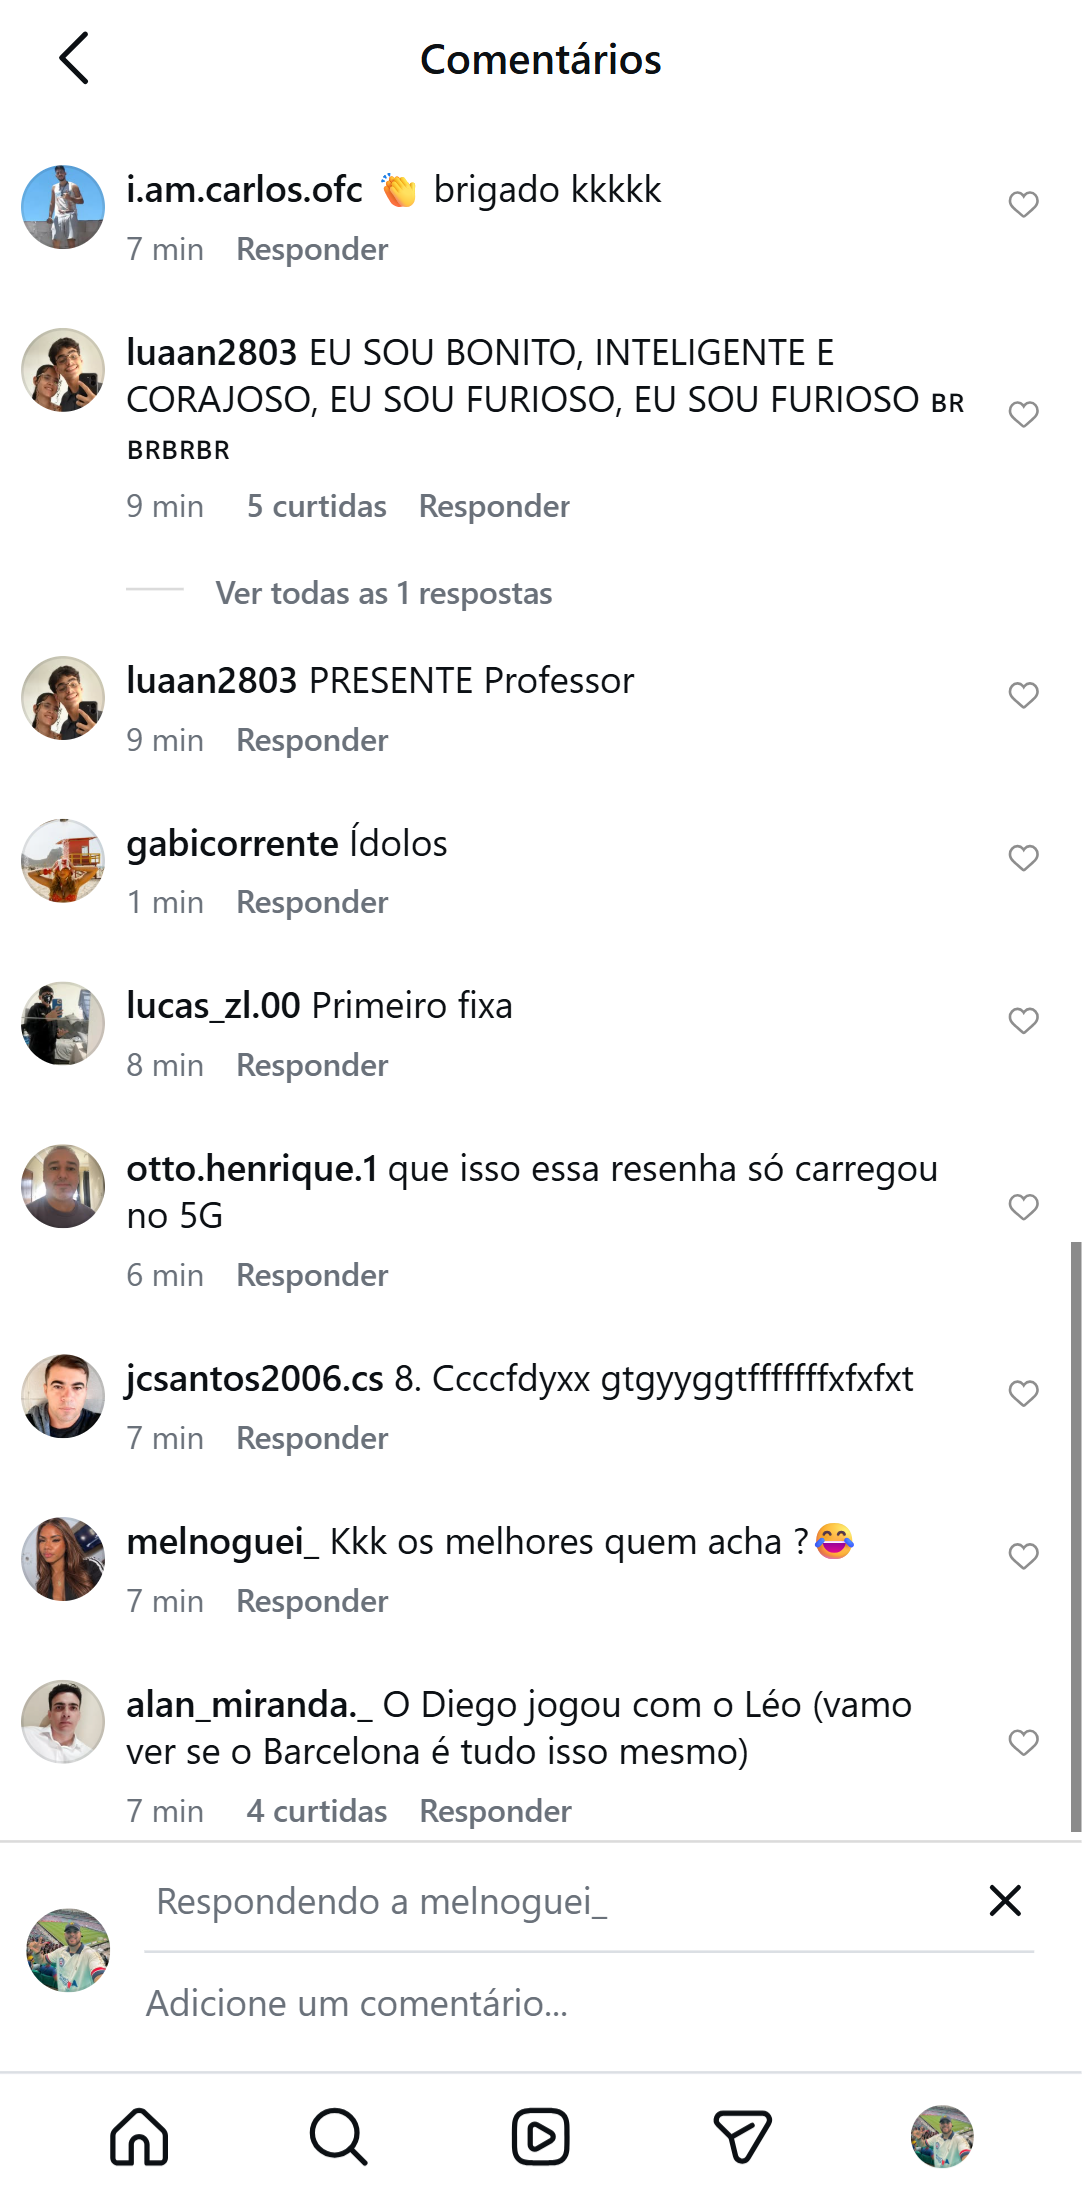 Comentários
i.am.carlos.ofc 👏 brigado kkkkk
7 min Responder
luaan2803 EU SOU BONITO, INTELIGENTE E
CORAJOSO, EU SOU FURIOSO, EU SOU FURIOSO ʙʀ
ʙʀʙʀʙʀ
9 min 5 curtidas Responder
Ver todas as 1 respostas
luaan2803 PRESENTE Professor
9 min Responder
gabicorrente Ídolos
1 min Responder
lucas_zl.00 Primeiro fixa
8 min Responder
otto.henrique.1 que isso essa resenha só carregou
no 5G
6 min Responder
jcsantos2006.cs 8. Ccccfdyxx gtgyyggtfffffffxfxfxt
7 min Responder
melnoguei_ Kkk os melhores quem acha ?😂
7 min Responder
alan_miranda._ O Diego jogou com o Léo (vamo
ver se o Barcelona é tudo isso mesmo)
7 min 4 curtidas Responder
Respondendo a melnoguei_
Adicione um comentário...